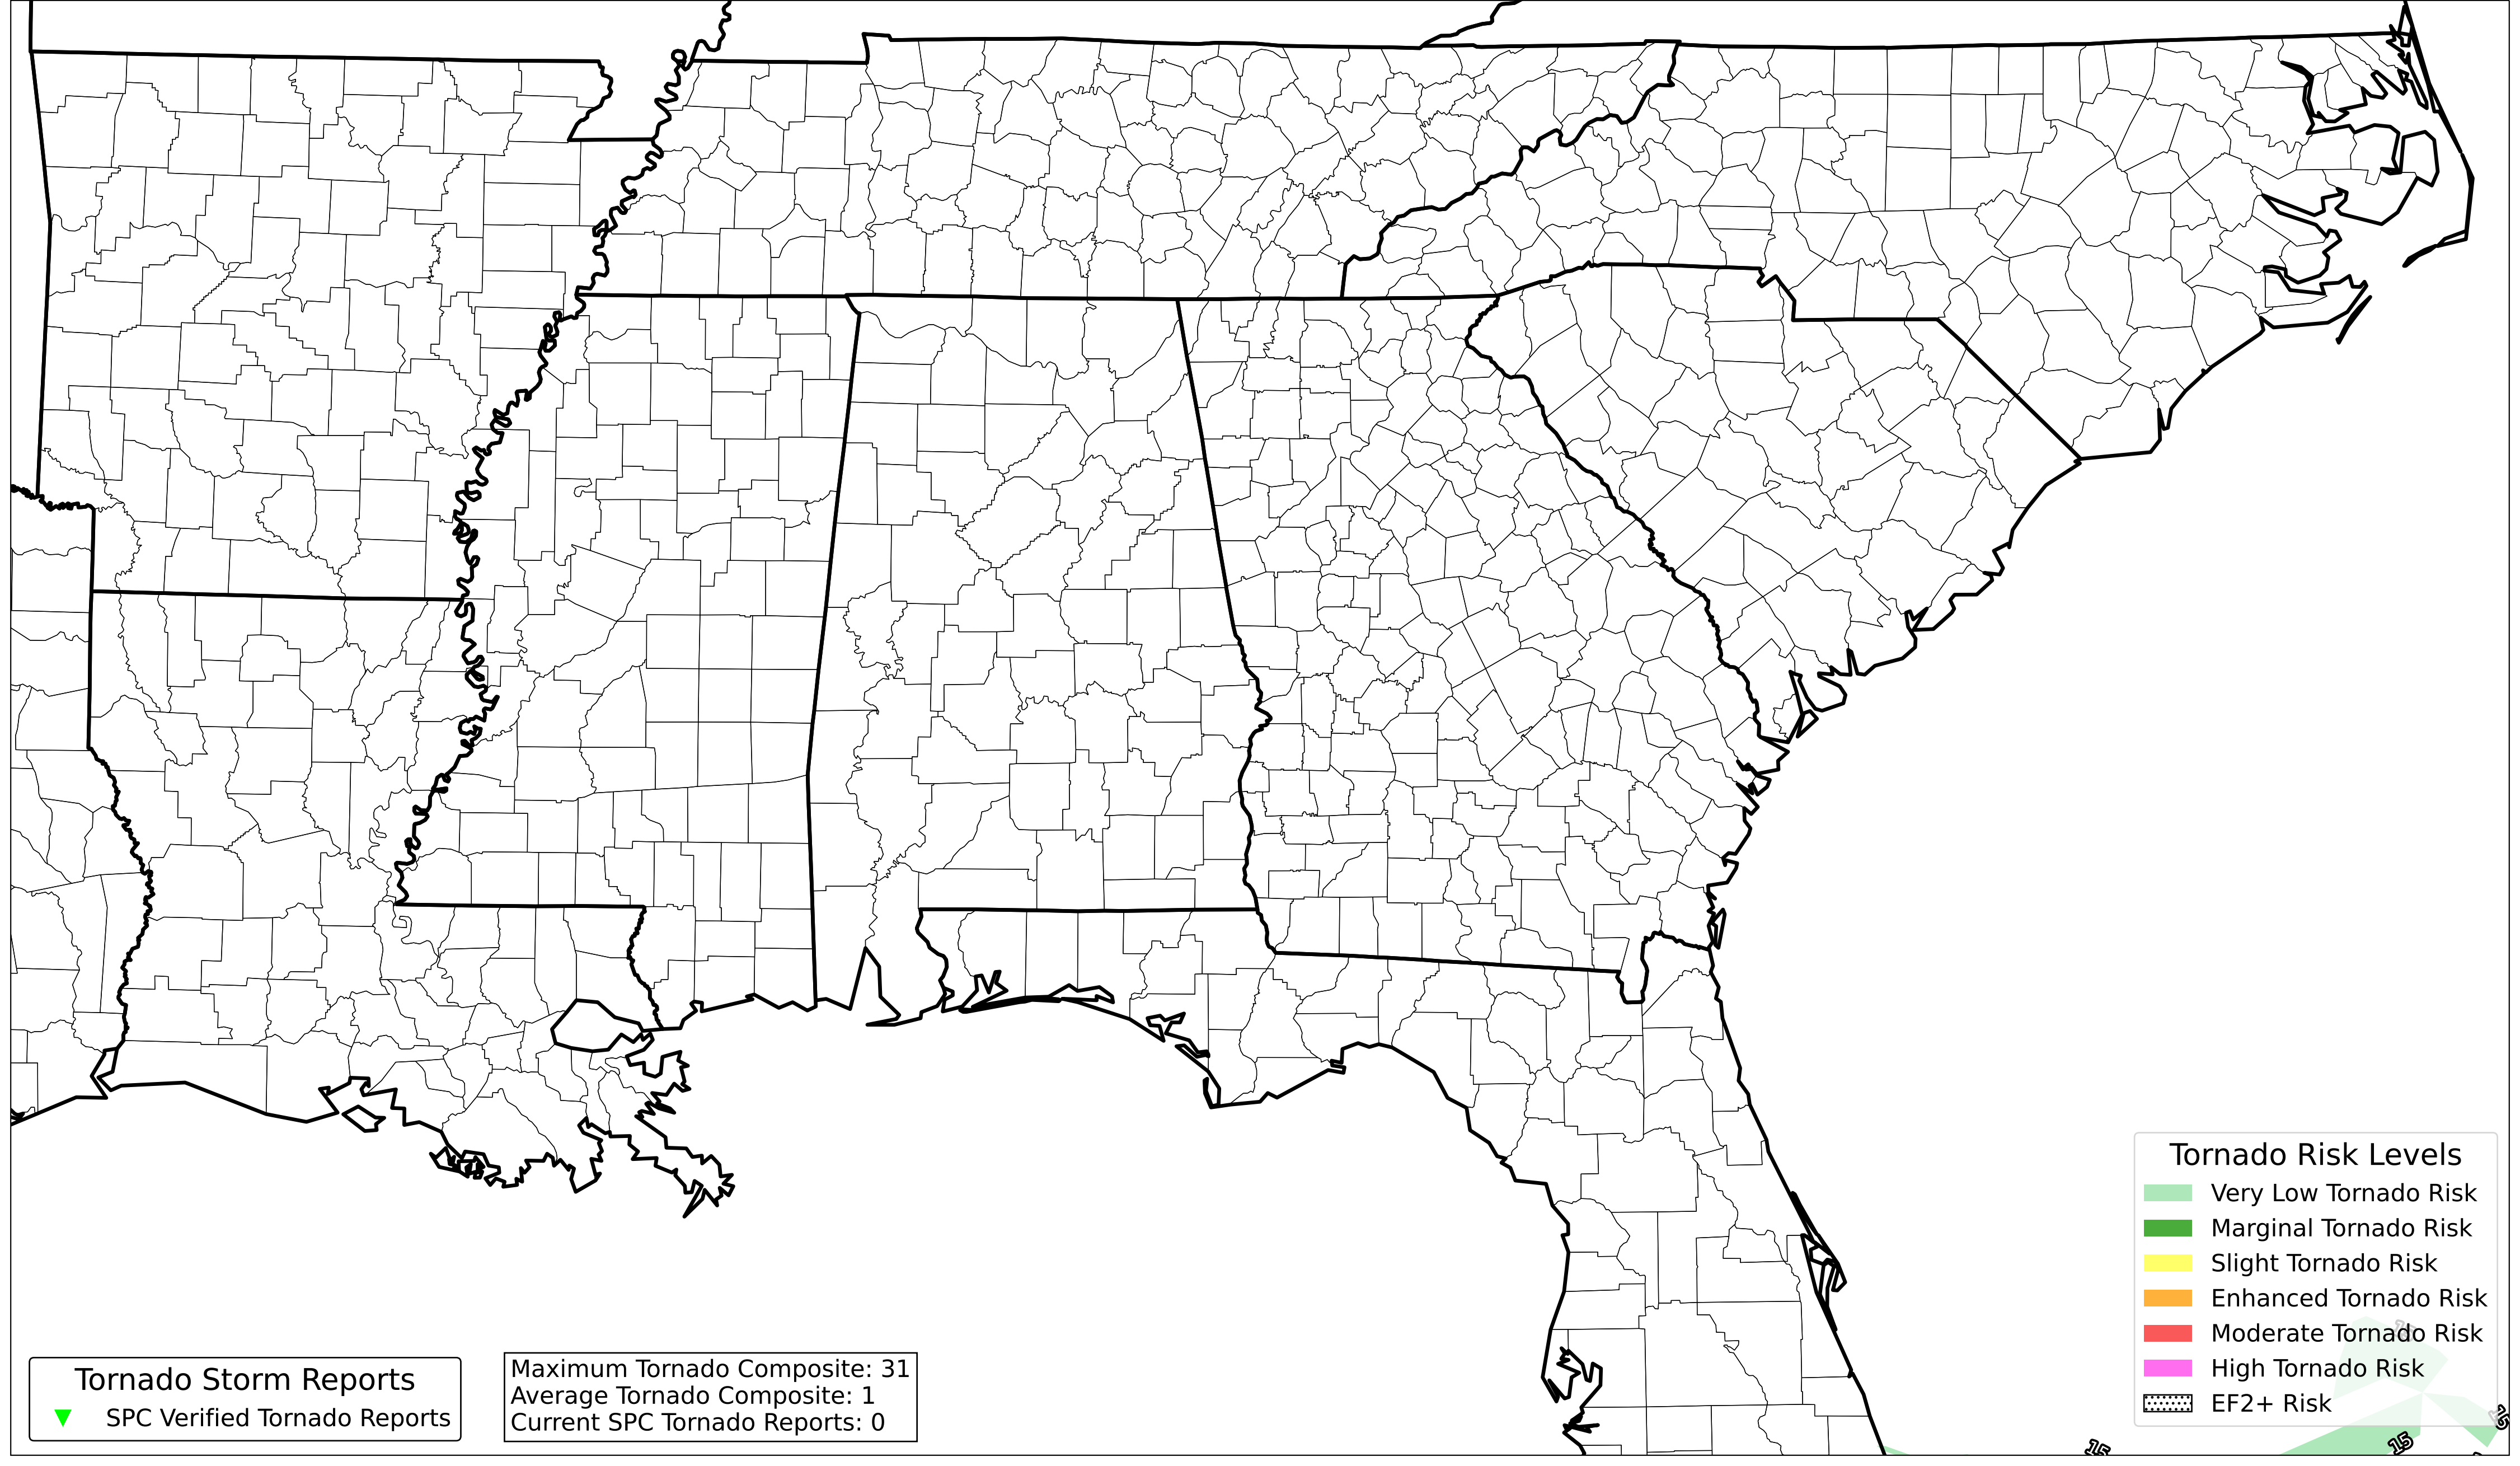 Tornado Risk Levels
Very Low Tornado Risk
Marginal Tornado Risk
Slight Tornado Risk
Enhanced Tornado Risk
Moderate Tornado Risk
High Tornado Risk
EF2+ Risk
Tornado Storm Reports
SPC Verified Tornado Reports
Maximum Tornado Composite: 31
Average Tornado Composite: 1
Current SPC Tornado Reports: 0
15
15